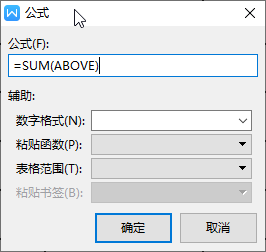 公式
公式(F):
=SUM(ABOVE)
辅助:
数字格式(N):
粘贴函数(P):
表格范围(T):
粘贴书签(B):
确定 取消